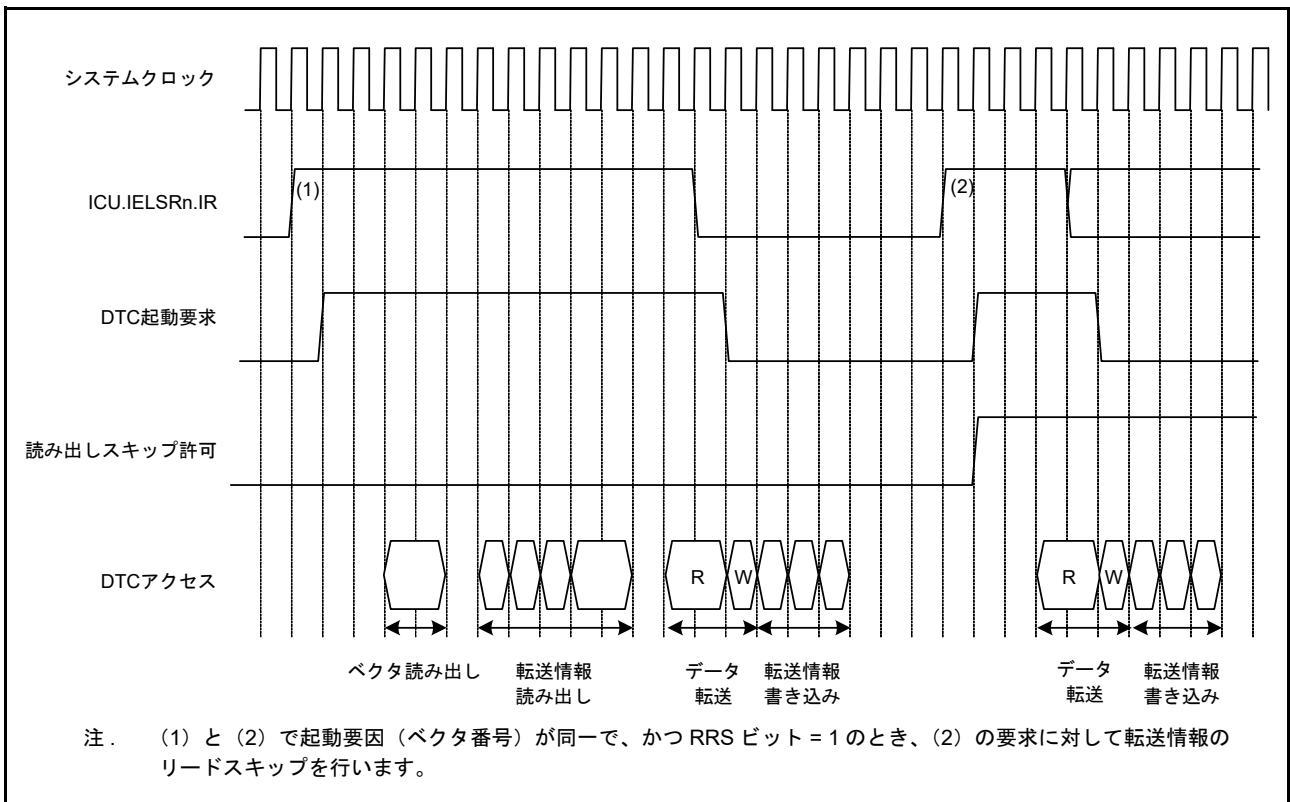 システムクロック
ICU.IELSRn.IR
(1)
(2)
DTC起動要求
読み出しスキップ許可
DTCアクセス
R
W
R
W
ベクタ読み出し
転送情報
読み出し
データ
転送
転送情報
書き込み
データ
転送
転送情報
書き込み
注 . (1) と (2) で起動要因（ベクタ番号）が同一で、かつ RRS ビット = 1 のとき、(2) の要求に対して転送情報の
リードスキップを行います。